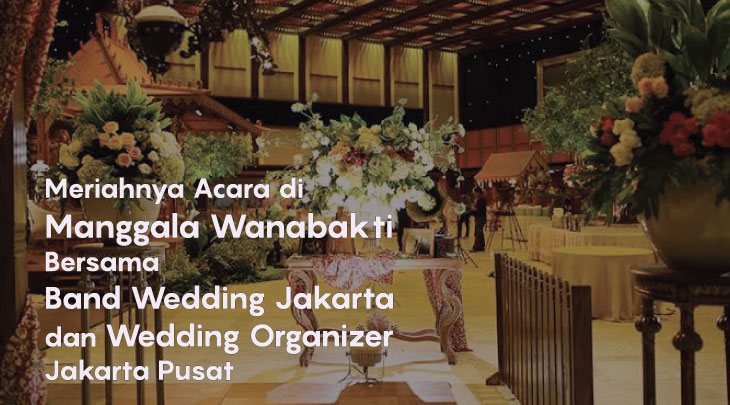 Meriahnya Acara di
Manggala Wanabakti
Bersama
Band Wedding Jakarta
dan Wedding Organizer
Jakarta Pusat